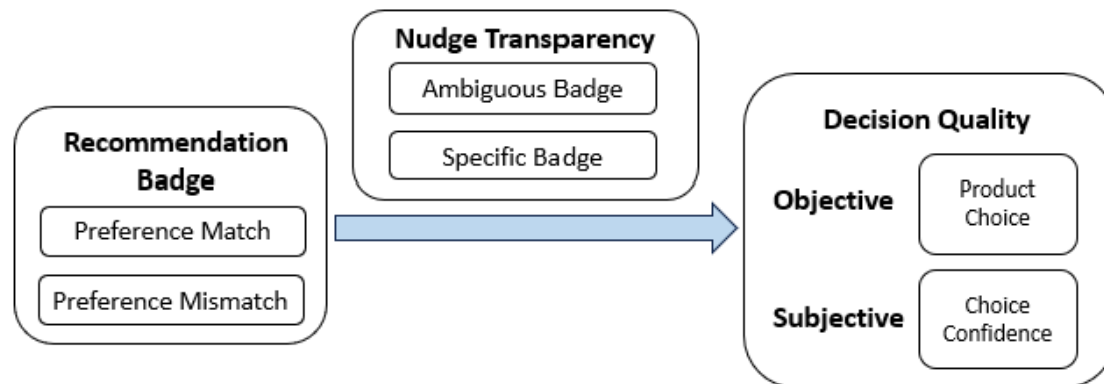 Recommendation
Badge
Preference Match
Preference Mismatch
Nudge Transparency
Ambiguous Badge
Specific Badge
Decision Quality
Objective
Product
Choice
Subjective
Choice
Confidence